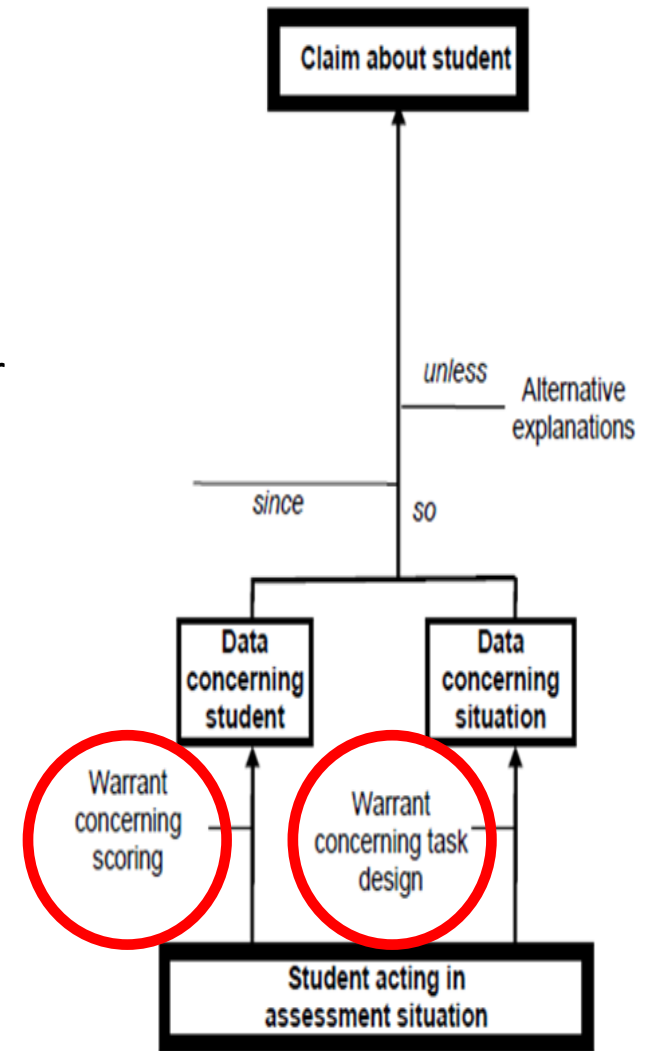 Claim about student
r
unless
Alternative
explanations
since
so
Data
concerning
student
Data
concerning
situation
Warrant
concerning
scoring
Warrant
concerning task
design
Student acting in
assessment situation